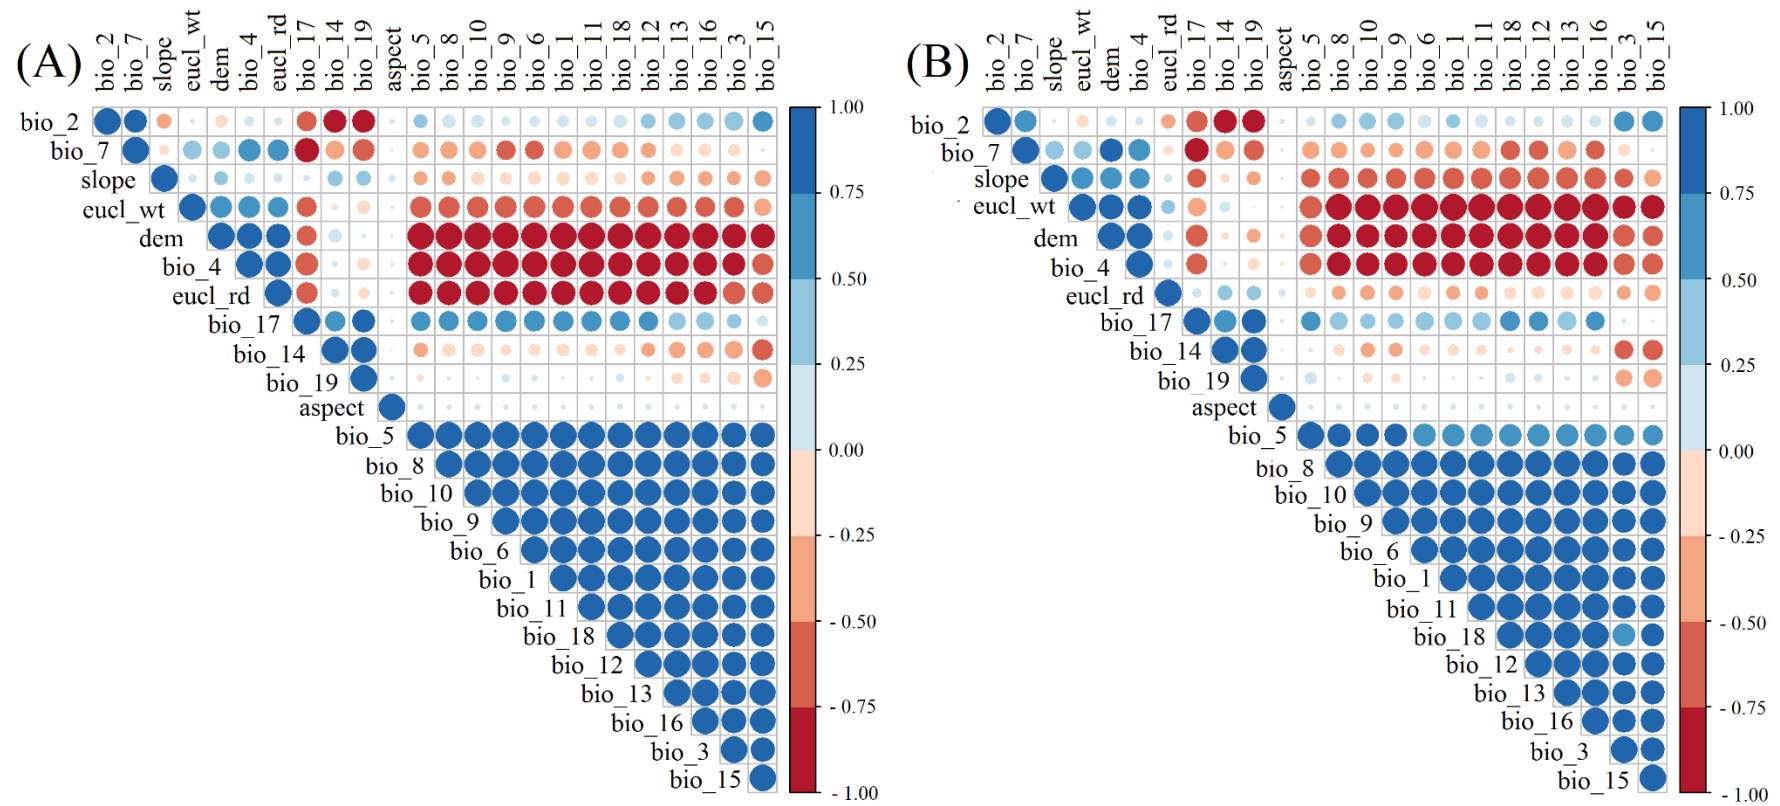 (A)
bio_2
bio_7
slope
eucl_wt
dem
bio_4
eucl_rd
bio_17
bio_14
bio_19
aspect
bio_5
bio_8
bio_10
bio_9
bio_6
bio_1
bio_11
bio_18
bio_12
bio_13
bio_16
bio_3
bio_15
bio_2
bio_7
slope
eucl_wt
dem
bio_4
eucl_rd
bio_17
bio_14
bio_19
aspect
bio_5
bio_8
bio_10
bio_9
bio_6
bio_1
bio_11
bio_18
bio_12
bio_13
bio_16
bio_3
bio_15
1.00
0.75
0.50
0.25
0.00
- 0.25
- 0.50
- 0.75
- 1.00
(B)
bio_2
bio_7
slope
eucl_wt
dem
bio_4
eucl_rd
bio_17
bio_14
bio_19
aspect
bio_5
bio_8
bio_10
bio_9
bio_6
bio_1
bio_11
bio_18
bio_12
bio_13
bio_16
bio_3
bio_15
bio_2
bio_7
slope
eucl_wt
dem
bio_4
eucl_rd
bio_17
bio_14
bio_19
aspect
bio_5
bio_8
bio_10
bio_9
bio_6
bio_1
bio_11
bio_18
bio_12
bio_13
bio_16
bio_3
bio_15
1.00
0.75
0.50
0.25
0.00
- 0.25
- 0.50
- 0.75
- 1.00